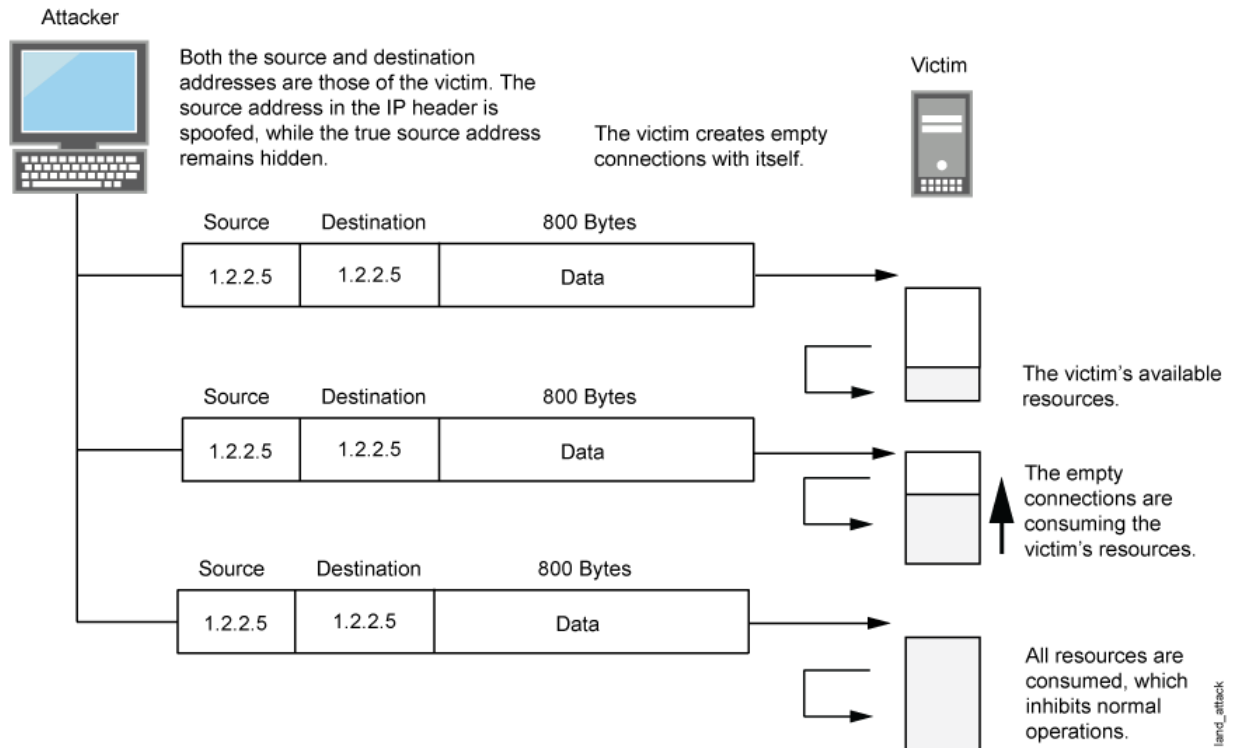 Attacker
Both the source and destination
addresses are those of the victim. The
source address in the IP header is
spoofed, while the true source address
remains hidden.
The victim creates empty
connections with itself.
Victim
Source Destination 800 Bytes
1.2.2.5 1.2.2.5 Data
The victim's available
resources.
Source Destination 800 Bytes
1.2.2.5 1.2.2.5 Data
The empty
connections are
consuming the
victim's resources.
Source Destination 800 Bytes
1.2.2.5 1.2.2.5 Data
All resources are
consumed, which
inhibits normal
operations.
land_attack